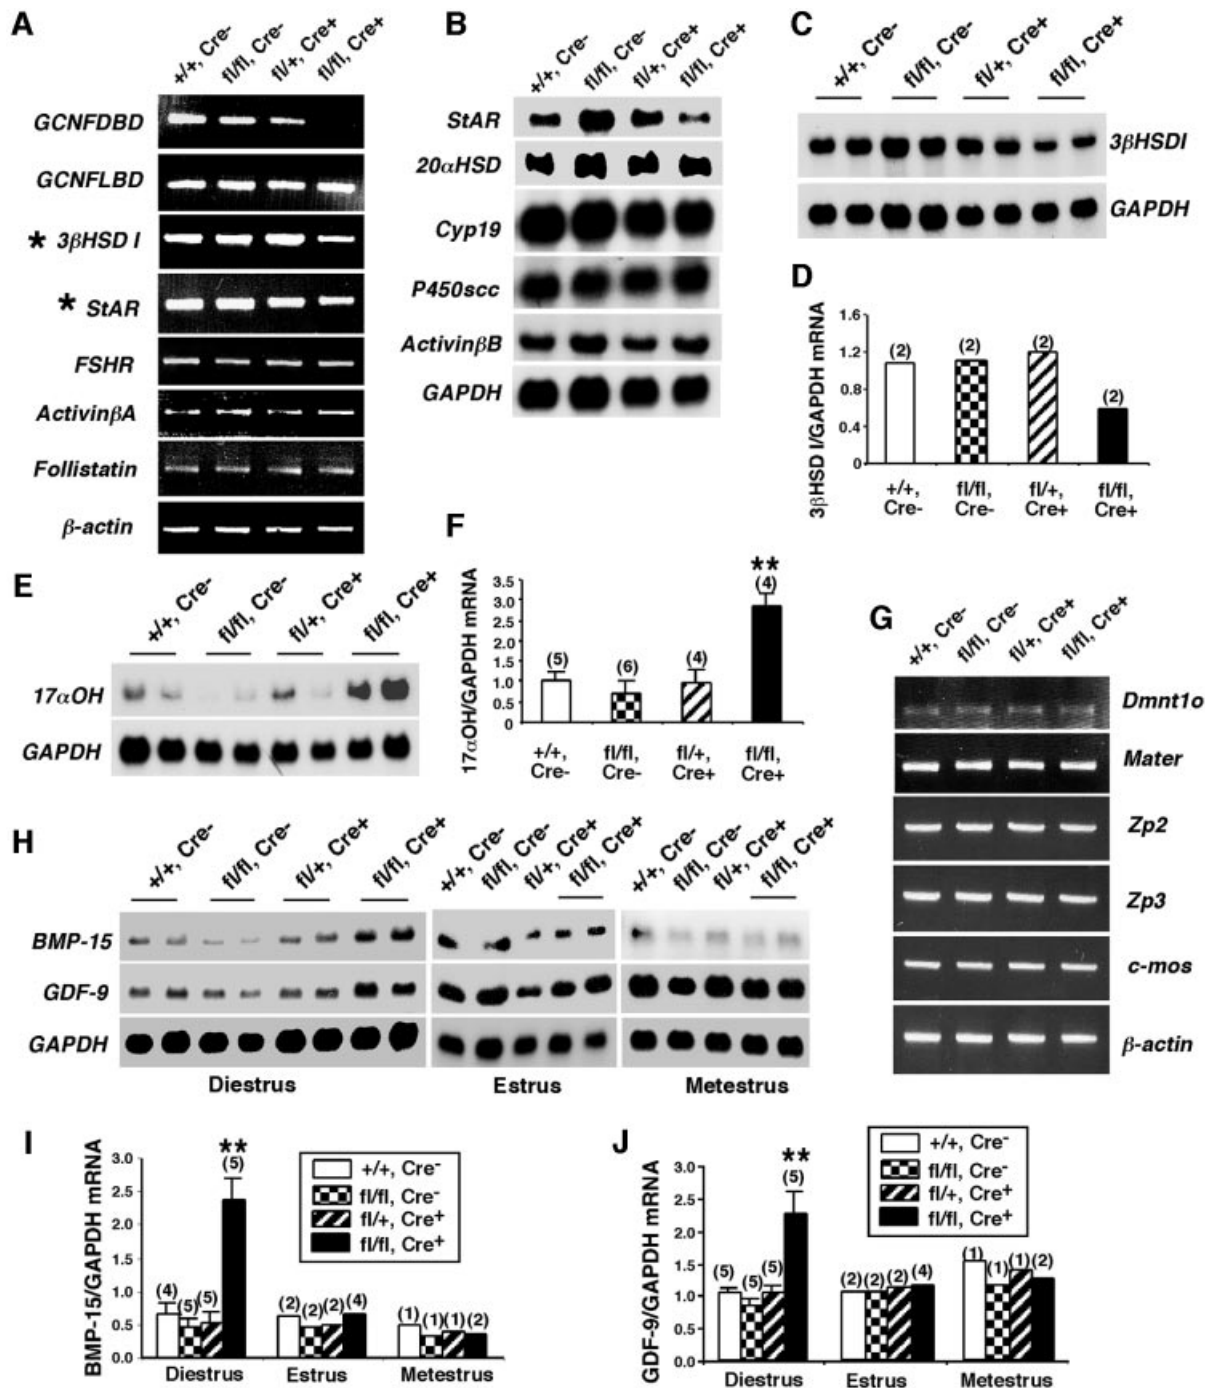 A
+/+, Cre-
fl/fl, Cre-
fl/+, Cre+
fl/fl, Cre+
GCNFDBD
GCNFLBD
* 3βHSD I
* StAR
FSHR
ActivinβA
Follistatin
β-actin
B
+/+, Cre-
fl/fl, Cre-
fl/+, Cre+
fl/fl, Cre+
StAR
20αHSD
Cyp19
P450scc
ActivinβB
GAPDH
C
+/+, Cre-
fl/fl, Cre-
fl/+, Cre+
fl/fl, Cre+
3βHSDI
GAPDH
D
3βHSD I/GAPDH mRNA
1.6
1.2
0.8
0.4
0
(2)
(2)
(2)
(2)
+/+, Cre-
fl/fl, Cre-
fl/+, Cre+
fl/fl, Cre+
E
+/+, Cre-
fl/fl, Cre-
fl/+, Cre+
fl/fl, Cre+
17αOH
GAPDH
F
17αOH/GAPDH mRNA
3.5
3.0
2.5
2.0
1.5
1.0
0.5
0
(5)
(6)
(4)
**
(4)
+/+, Cre-
fl/fl, Cre-
fl/+, Cre+
fl/fl, Cre+
G
+/+, Cre-
fl/fl, Cre-
fl/+, Cre+
fl/fl, Cre+
Dmnt1o
Mater
Zp2
Zp3
c-mos
β-actin
H
+/+, Cre-
fl/fl, Cre-
fl/+, Cre+
fl/fl, Cre+
+/+, Cre-
fl/fl, Cre-
fl/+, Cre+
fl/fl, Cre+
+/+, Cre-
fl/fl, Cre-
fl/+, Cre+
fl/fl, Cre+
BMP-15
GDF-9
GAPDH
Diestrus
Estrus
Metestrus
I
BMP-15/GAPDH mRNA
3.0
2.5
2.0
1.5
1.0
0.5
0.0
(4)
(5)
(5)
**
(5)
(2)
(2)
(2)
(4)
(1)
(1)
(1)
(2)
+/+, Cre-
fl/fl, Cre-
fl/+, Cre+
fl/fl, Cre+
Diestrus
Estrus
Metestrus
J
GDF-9/GAPDH mRNA
3.0
2.5
2.0
1.5
1.0
0.5
0.0
(5)
(5)
(5)
**
(5)
(2)
(2)
(2)
(4)
(1)
(1)
(1)
(2)
+/+, Cre-
fl/fl, Cre-
fl/+, Cre+
fl/fl, Cre+
Diestrus
Estrus
Metestrus